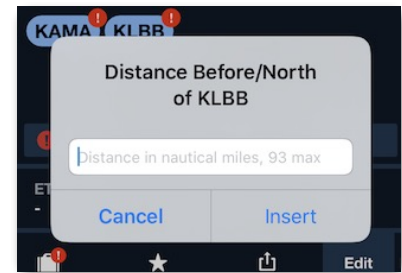 KAMA KLBB
Distance Before/North
of KLBB
Distance in nautical miles, 93 max
ET
-
Cancel Insert
Edit